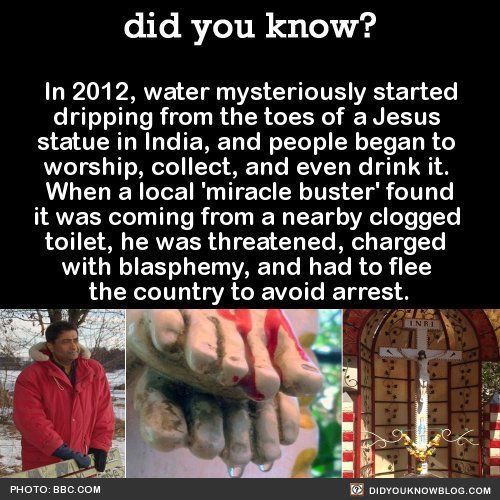 did you know?
In 2012, water mysteriously started
dripping from the toes of a Jesus
statue in India, and people began to
worship, collect, and even drink it.
When a local 'miracle buster' found
it was coming from a nearby clogged
toilet, he was threatened, charged
with blasphemy, and had to flee
the country to avoid arrest.
INRI
PHOTO: BBC.COM
DIDYOUKNOWBLOG.COM